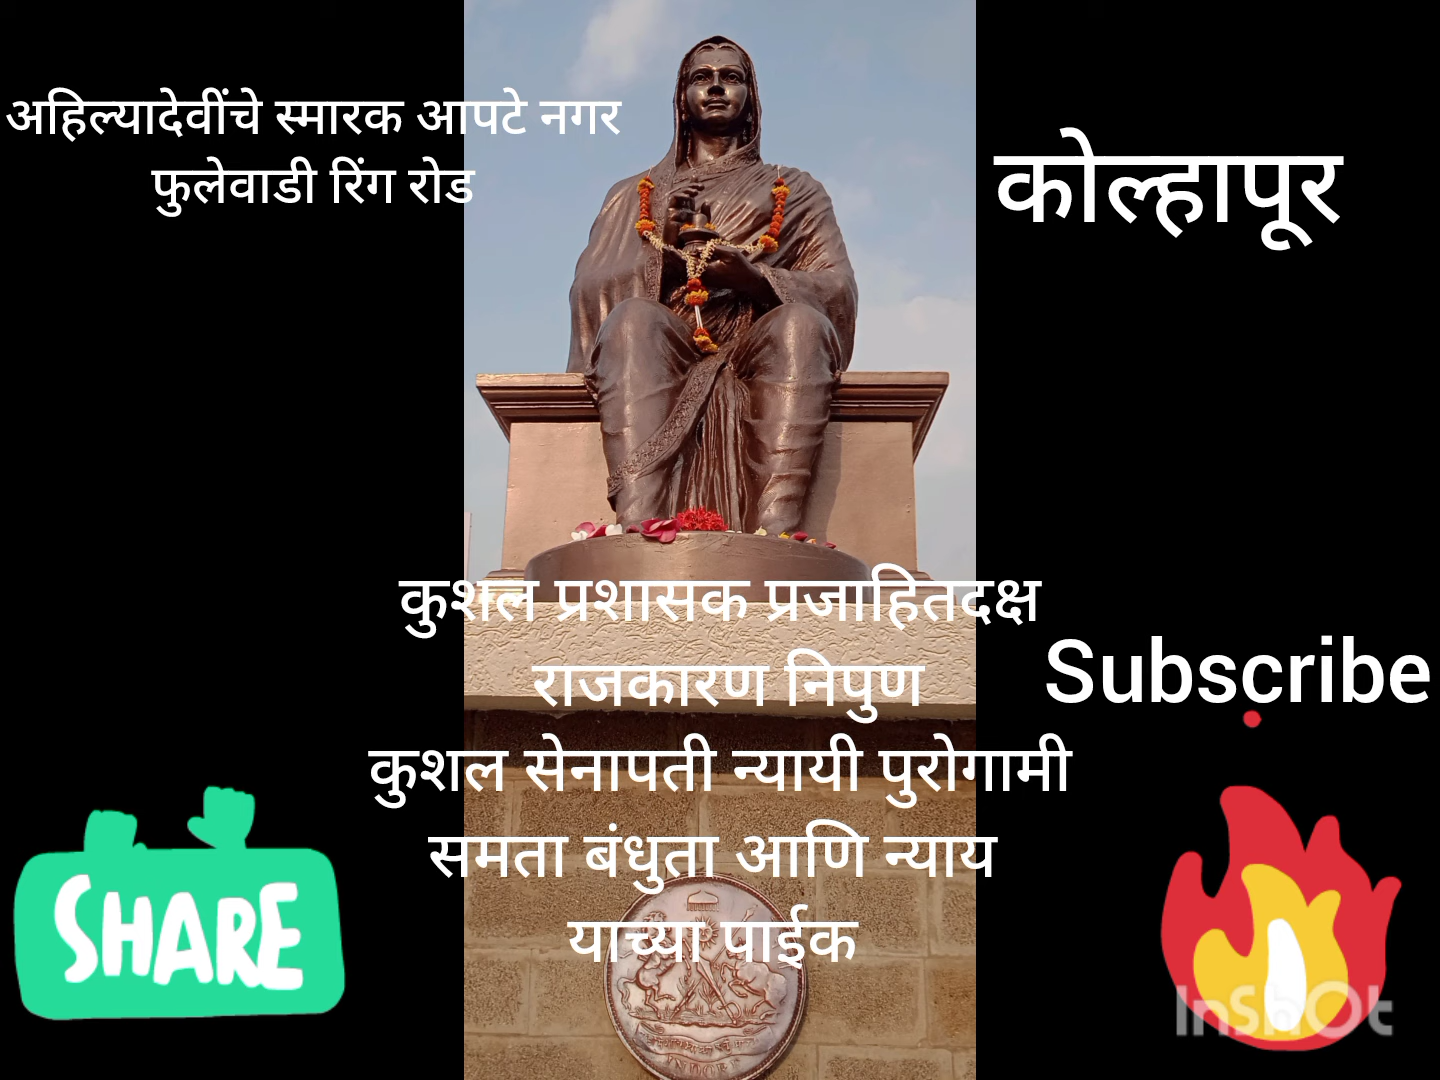 अहिल्यादेवींचे स्मारक आपटे नगर
फुलेवाडी रिंग रोड
कोल्हापूर
कुशल प्रशासक प्रजाहितदक्ष
राजकारण निपुण
कुशल सेनापती न्यायी पुरोगामी
समता बंधुता आणि न्याय
याच्या पाईक
Subscribe
SHARE
InShOt
INDORE